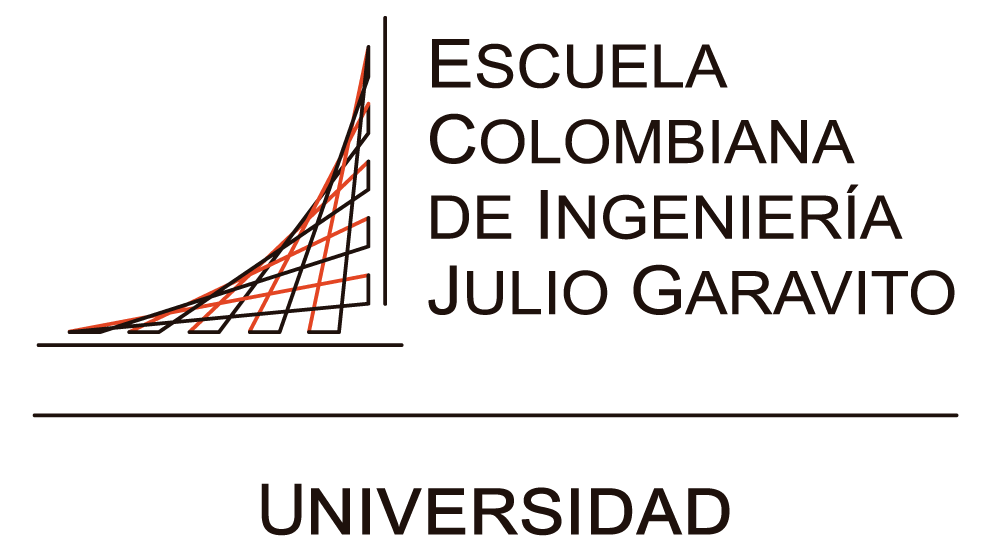 ESCUELA
COLOMBIANA
DE INGENIERÍA
JULIO GARAVITO
UNIVERSIDAD